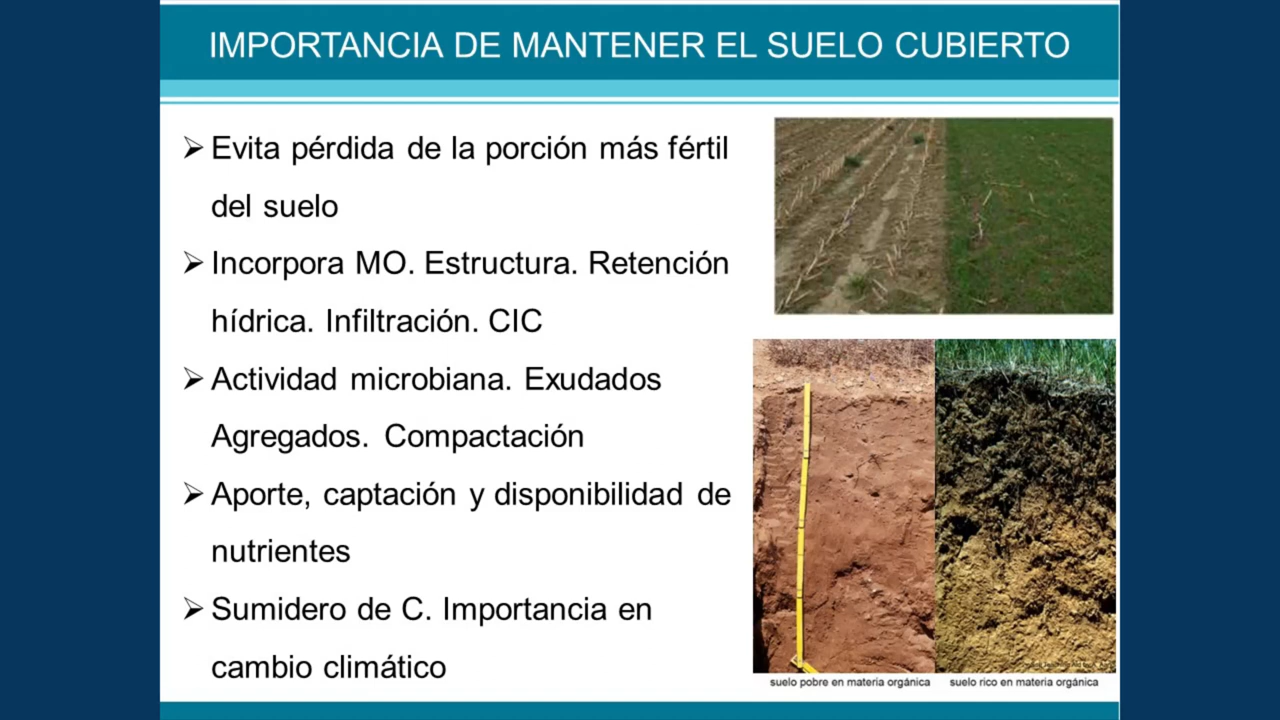 IMPORTANCIA DE MANTENER EL SUELO CUBIERTO
➢ Evita pérdida de la porción más fértil
del suelo
➢ Incorpora MO. Estructura. Retención
hídrica. Infiltración. CIC
➢ Actividad microbiana. Exudados
Agregados. Compactación
➢ Aporte, captación y disponibilidad de
nutrientes
➢ Sumidero de C. Importancia en
cambio climático
suelo pobre en materia orgánica
suelo rico en materia orgánica